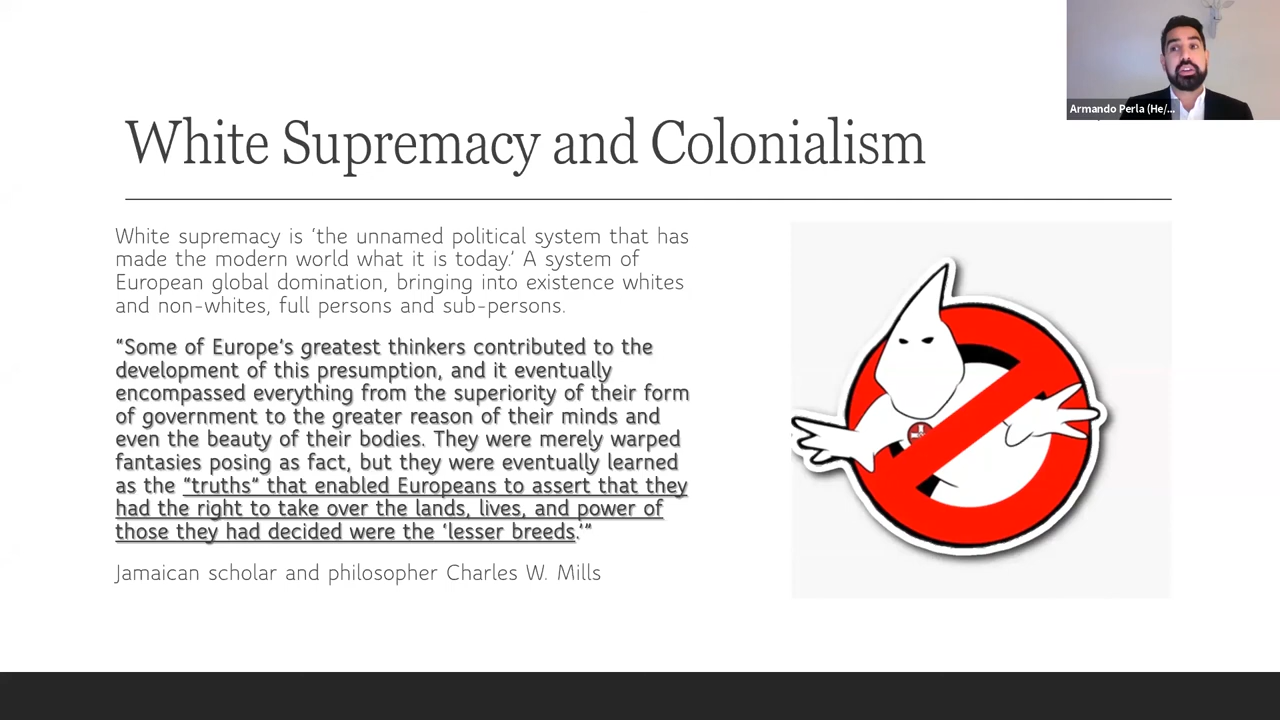 Armando Perla (He/...
White Supremacy and Colonialism
White supremacy is ‘the unnamed political system that has
made the modern world what it is today.’ A system of
European global domination, bringing into existence whites
and non-whites, full persons and sub-persons.
“Some of Europe’s greatest thinkers contributed to the
development of this presumption, and it eventually
encompassed everything from the superiority of their form
of government to the greater reason of their minds and
even the beauty of their bodies. They were merely warped
fantasies posing as fact, but they were eventually learned
as the “truths” that enabled Europeans to assert that they
had the right to take over the lands, lives, and power of
those they had decided were the ‘lesser breeds.’”
Jamaican scholar and philosopher Charles W. Mills